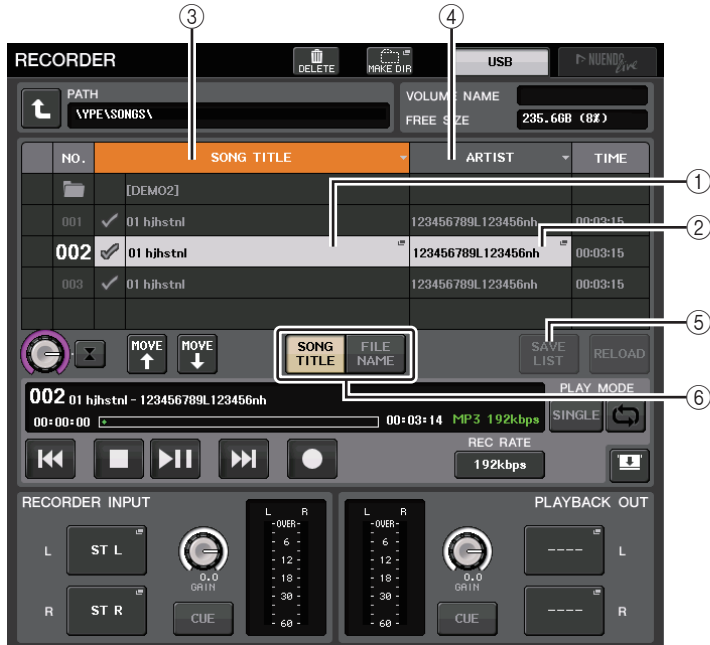 ③ ④
RECORDER DELETE MAKE DIR USB NUENDO Live
PATH VOLUME NAME
\YPE\SONGS\ FREE SIZE 235.6GB (8%)
NO. SONG TITLE ARTIST TIME
[DEMO2] ①
001 01 hjhstnl 123456789L123456nh 00:03:15 ②
002 01 hjhstnl 123456789L123456nh 00:03:15
003 01 hjhstnl 123456789L123456nh 00:03:15
⑤
MOVE MOVE SONG TITLE FILE NAME SAVE LIST RELOAD
⑥
002 01 hjhstnl - 123456789L123456nh PLAY MODE
00:00:00 00:03:14 MP3 192kbps SINGLE
REC RATE
192kbps
RECORDER INPUT L R L R PLAYBACK OUT
-OVER- -OVER-
L ST L 6 6 ---- L
12 12
0.0 18 18 0.0
GAIN 30 30 GAIN
R ST R CUE 60 60 CUE ---- R